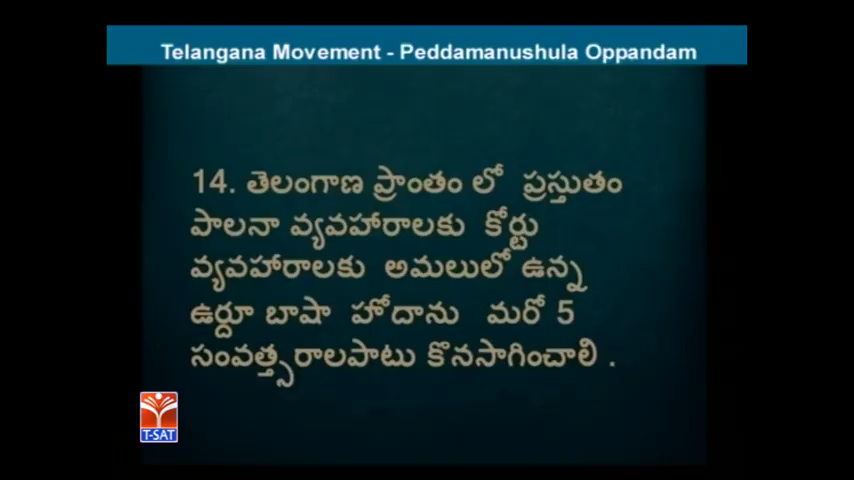 Telangana Movement - Peddamanushula Oppandam
14. తెలంగాణ ప్రాంతం లో ప్రస్తుతం
పాలనా వ్యవహారాలకు కోర్టు
వ్యవహారాలకు అమలులో ఉన్న
ఉర్దూ బాషా హోదాను మరో 5
సంవత్త్సరాలపాటు కొనసాగించాలి .
T-SAT